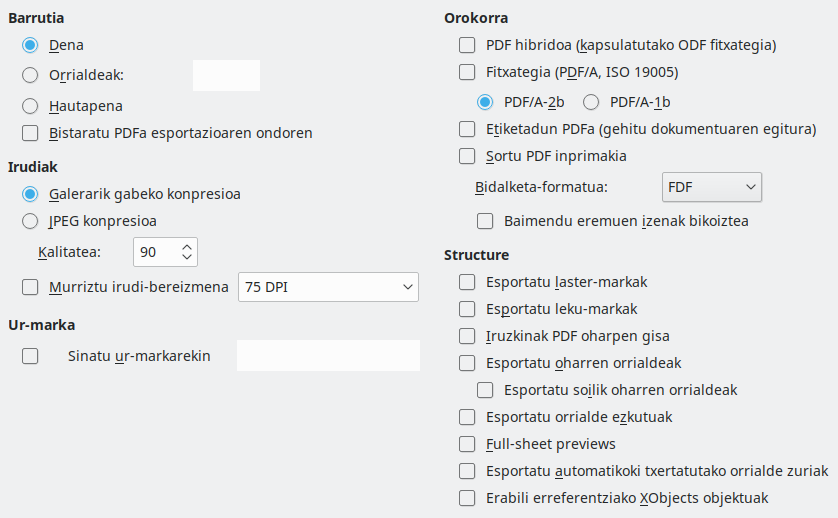 Barrutia
Dena
Orrialdeak:
Hautapena
Bistaratu PDFa esportazioaren ondoren
Irudiak
Galerarik gabeko konpresioa
JPEG konpresioa
Kalitatea: 90
Murriztu irudi-bereizmena 75 DPI
Ur-marka
Sinatu ur-markarekin
Orokorra
PDF hibridoa (kapsulatutako ODF fitxategia)
Fitxategia (PDF/A, ISO 19005)
PDF/A-2b PDF/A-1b
Etiketadun PDFa (gehitu dokumentuaren egitura)
Sortu PDF inprimakia
Bidalketa-formatua: FDF
Baimendu eremuen izenak bikoiztea
Structure
Esportatu laster-markak
Esportatu leku-markak
Iruzkinak PDF oharpen gisa
Esportatu oharren orrialdeak
Esportatu soilik oharren orrialdeak
Esportatu orrialde ezkutuak
Full-sheet previews
Esportatu automatikoki txertatutako orrialde zuriak
Erabili erreferentziako XObjects objektuak